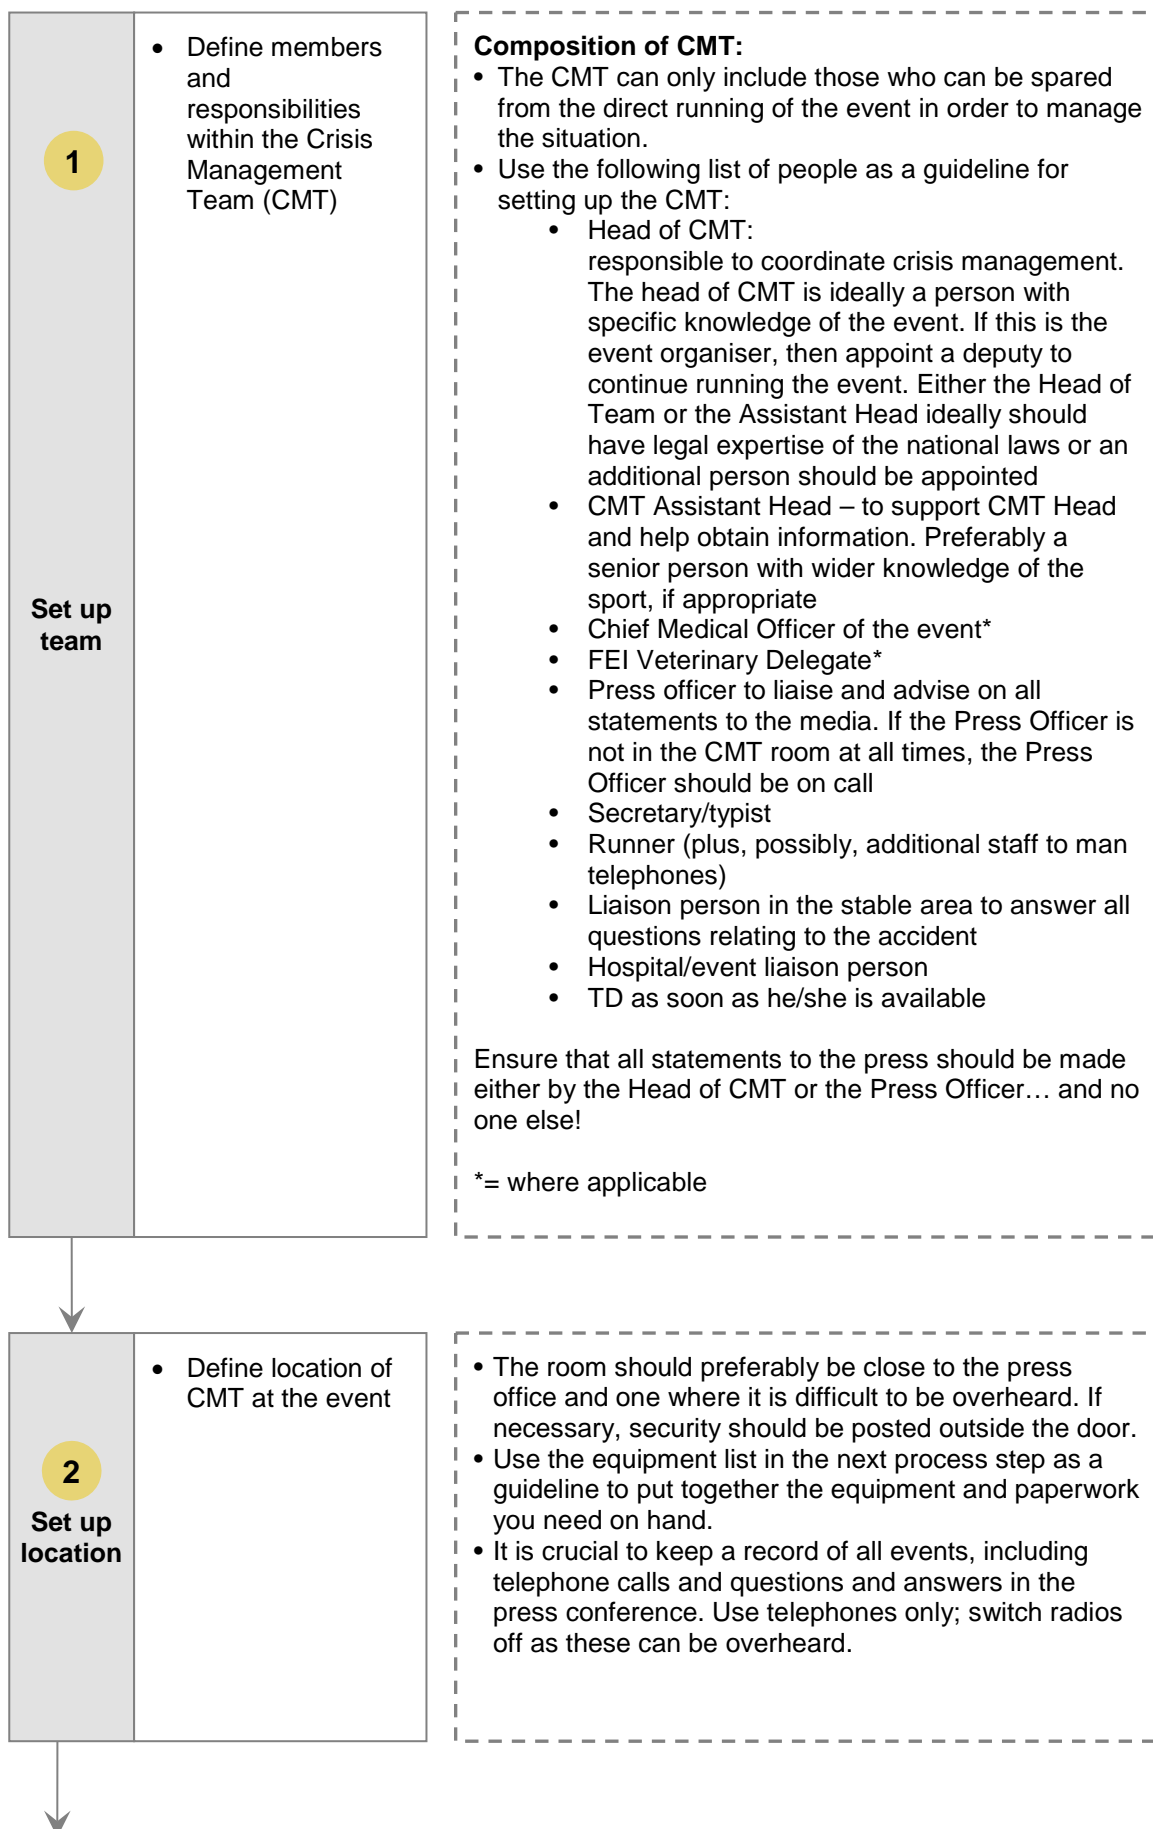 1
Set up
team
• Define members
and
responsibilities
within the Crisis
Management
Team (CMT)
Composition of CMT:
• The CMT can only include those who can be spared
from the direct running of the event in order to manage
the situation.
• Use the following list of people as a guideline for
setting up the CMT:
• Head of CMT:
responsible to coordinate crisis management.
The head of CMT is ideally a person with
specific knowledge of the event. If this is the
event organiser, then appoint a deputy to
continue running the event. Either the Head of
Team or the Assistant Head ideally should
have legal expertise of the national laws or an
additional person should be appointed
• CMT Assistant Head – to support CMT Head
and help obtain information. Preferably a
senior person with wider knowledge of the
sport, if appropriate
• Chief Medical Officer of the event*
• FEI Veterinary Delegate*
• Press officer to liaise and advise on all
statements to the media. If the Press Officer is
not in the CMT room at all times, the Press
Officer should be on call
• Secretary/typist
• Runner (plus, possibly, additional staff to man
telephones)
• Liaison person in the stable area to answer all
questions relating to the accident
• Hospital/event liaison person
• TD as soon as he/she is available
Ensure that all statements to the press should be made
either by the Head of CMT or the Press Officer… and no
one else!
*= where applicable
2
Set up
location
• Define location of
CMT at the event
• The room should preferably be close to the press
office and one where it is difficult to be overheard. If
necessary, security should be posted outside the door.
• Use the equipment list in the next process step as a
guideline to put together the equipment and paperwork
you need on hand.
• It is crucial to keep a record of all events, including
telephone calls and questions and answers in the
press conference. Use telephones only; switch radios
off as these can be overheard.